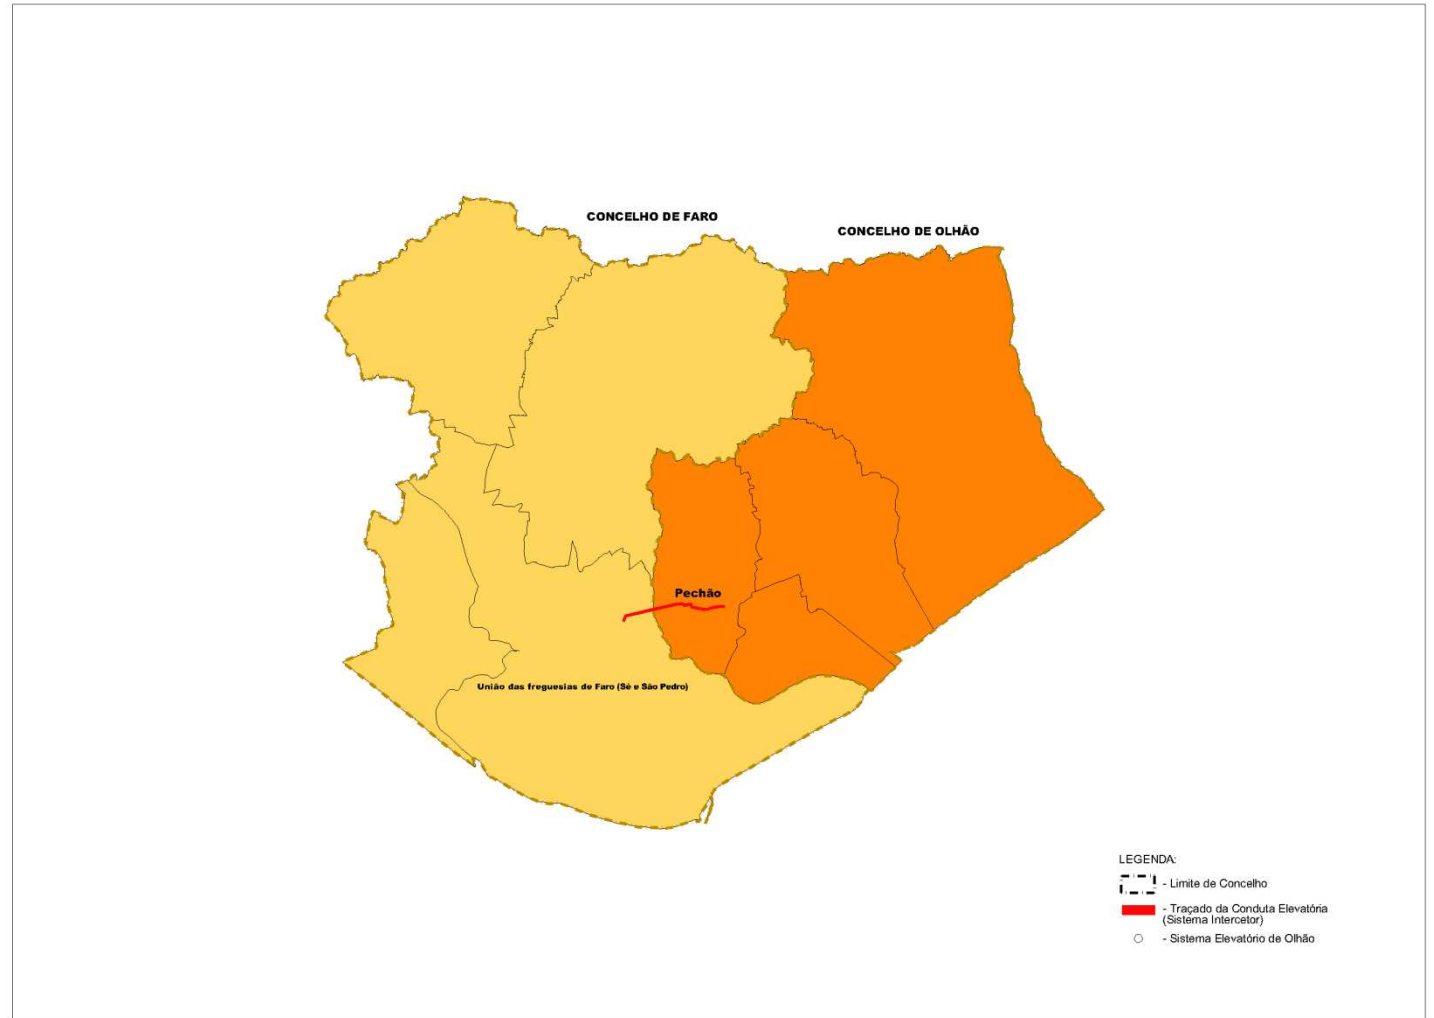 CONCELHO DE FARO
CONCELHO DE OLHÃO
Pechão
União das freguesias de Faro (Sé e São Pedro)
LEGENDA:
- Limite de Concelho
- Traçado da Conduta Elevatória
(Sistema Intercetor)
- Sistema Elevatório de Olhão